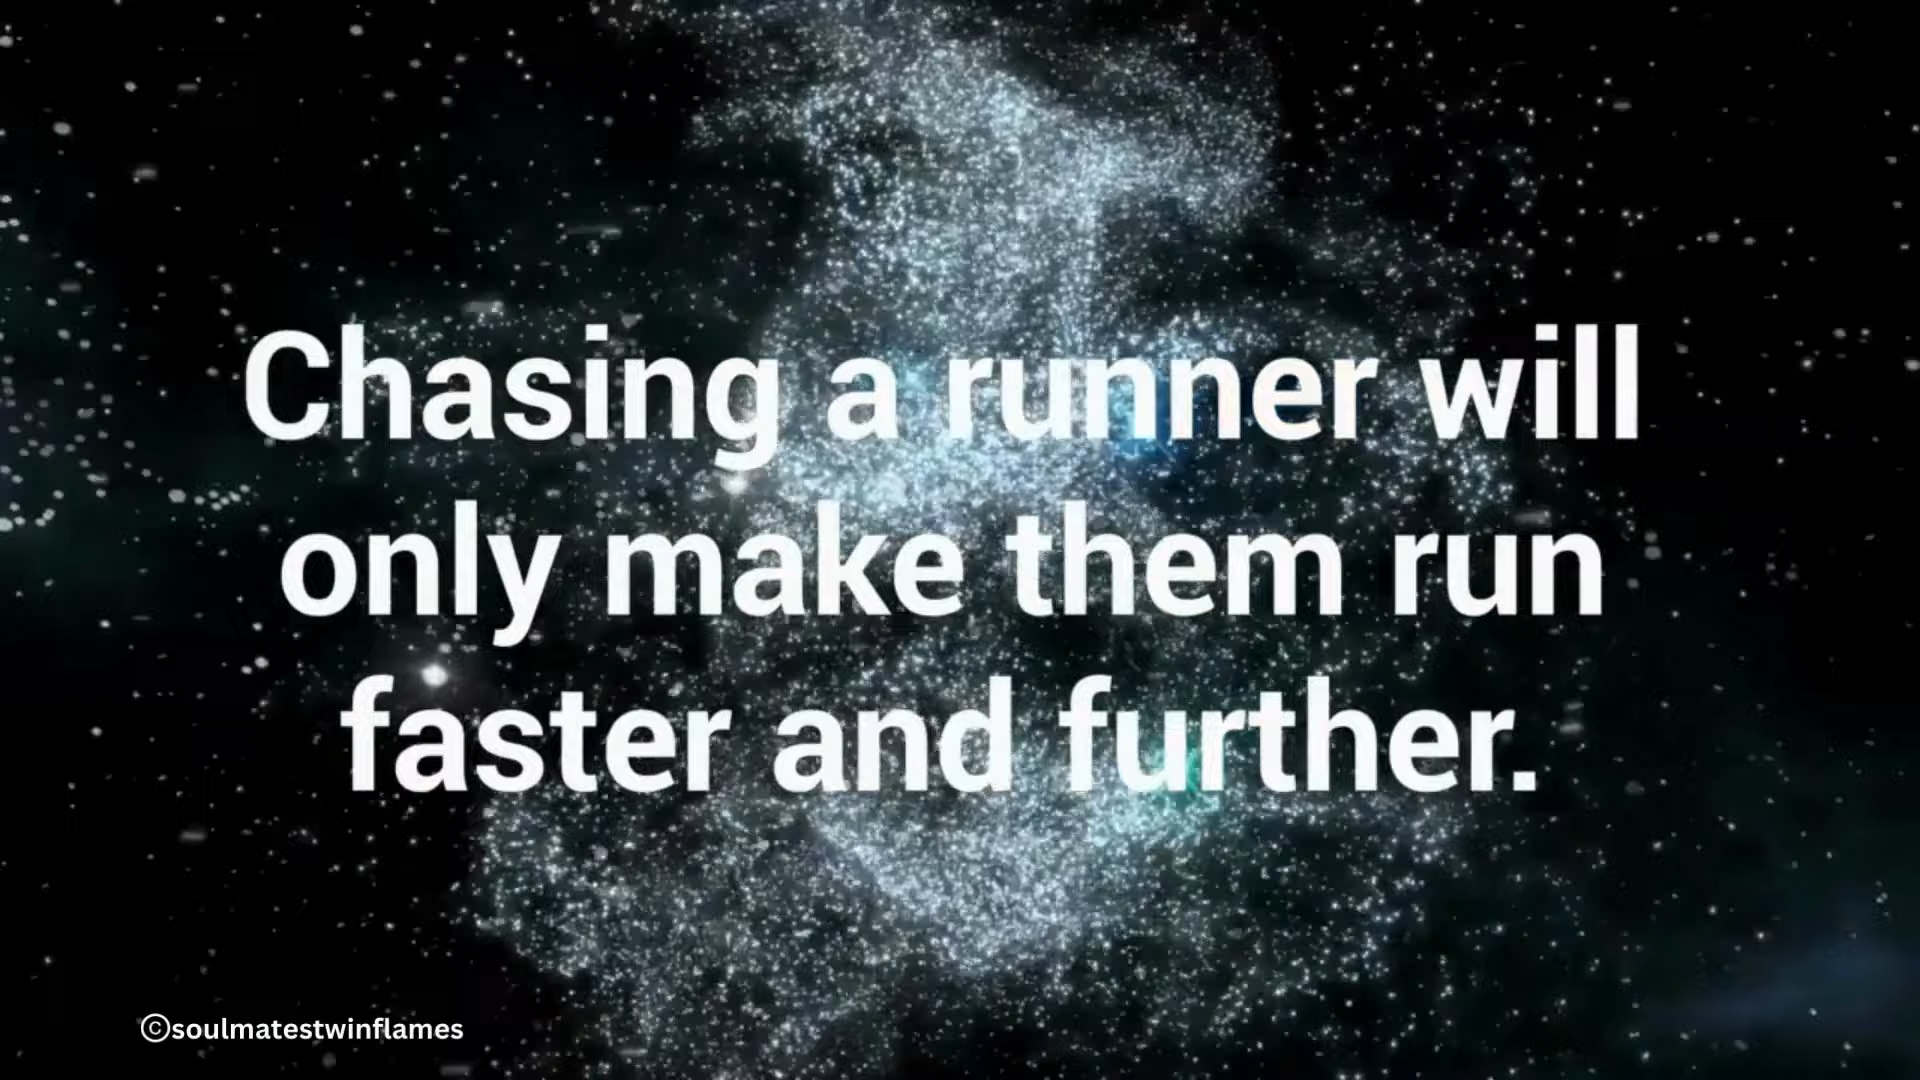 Chasing a runner will
only make them run
faster and further.
©soulmatestwinflames